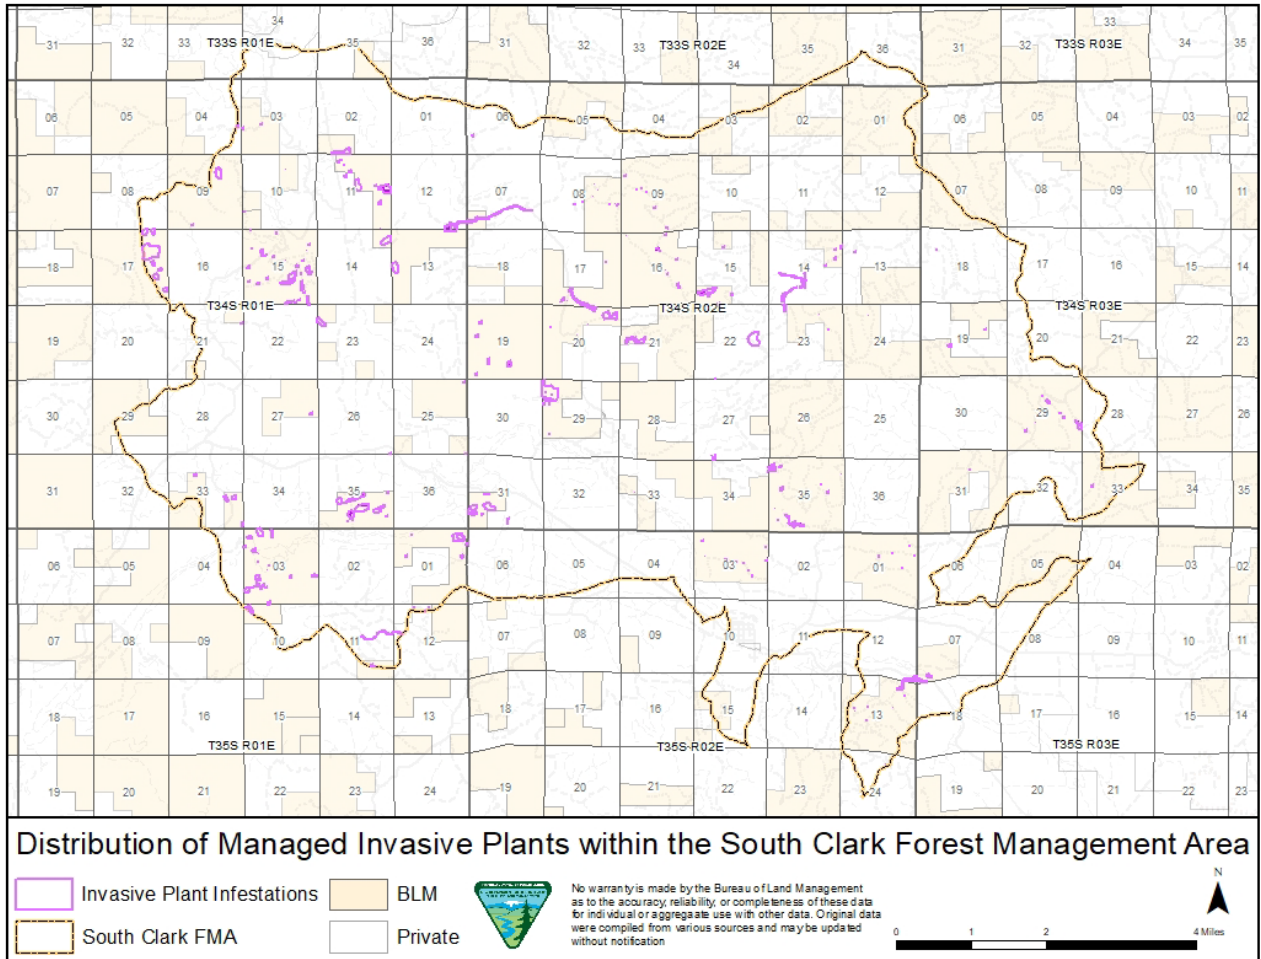 34
31 32 33 T33S R01E 35 36 31 32 33 T33S R02E 34 35 36 31 32 33 T33S R03E 34 35
06 05 04 03 02 01 06 05 04 03 02 01 06 05 04 03 02
07 08 09 10 11 12 07 08 09 10 11 12 07 08 09 10 11
18 17 16 15 14 13 18 17 16 15 14 13 18 17 16 15 14
T34S R01E T34S R02E T34S R03E
19 20 21 22 23 24 19 20 21 22 23 24 19 20 21 22 23
30 29 28 27 26 25 30 29 28 27 26 25 30 29 28 27 26
31 32 33 34 35 36 31 32 33 34 35 36 31 32 33 34 35
06 05 04 03 02 01 06 05 04 03 02 01 06 05 04 03 02
07 08 09 10 11 12 07 08 09 10 11 12 07 08 09 10 11
18 17 16 15 14 13 18 17 16 15 14 13 18 17 16 15 14
T35S R01E T35S R02E T35S R03E
19 20 21 22 23 24 19 20 21 22 23 24 19 20 21 22 23
Distribution of Managed Invasive Plants within the South Clark Forest Management Area
Invasive Plant Infestations
BLM
South Clark FMA
Private
No warranty is made by the Bureau of Land Management
as to the accuracy, reliability, or completeness of these data
for individual or aggregaate use with other data. Original data
were compiled from various sources and may be updated
without notification
N
0 1 2 4 Miles